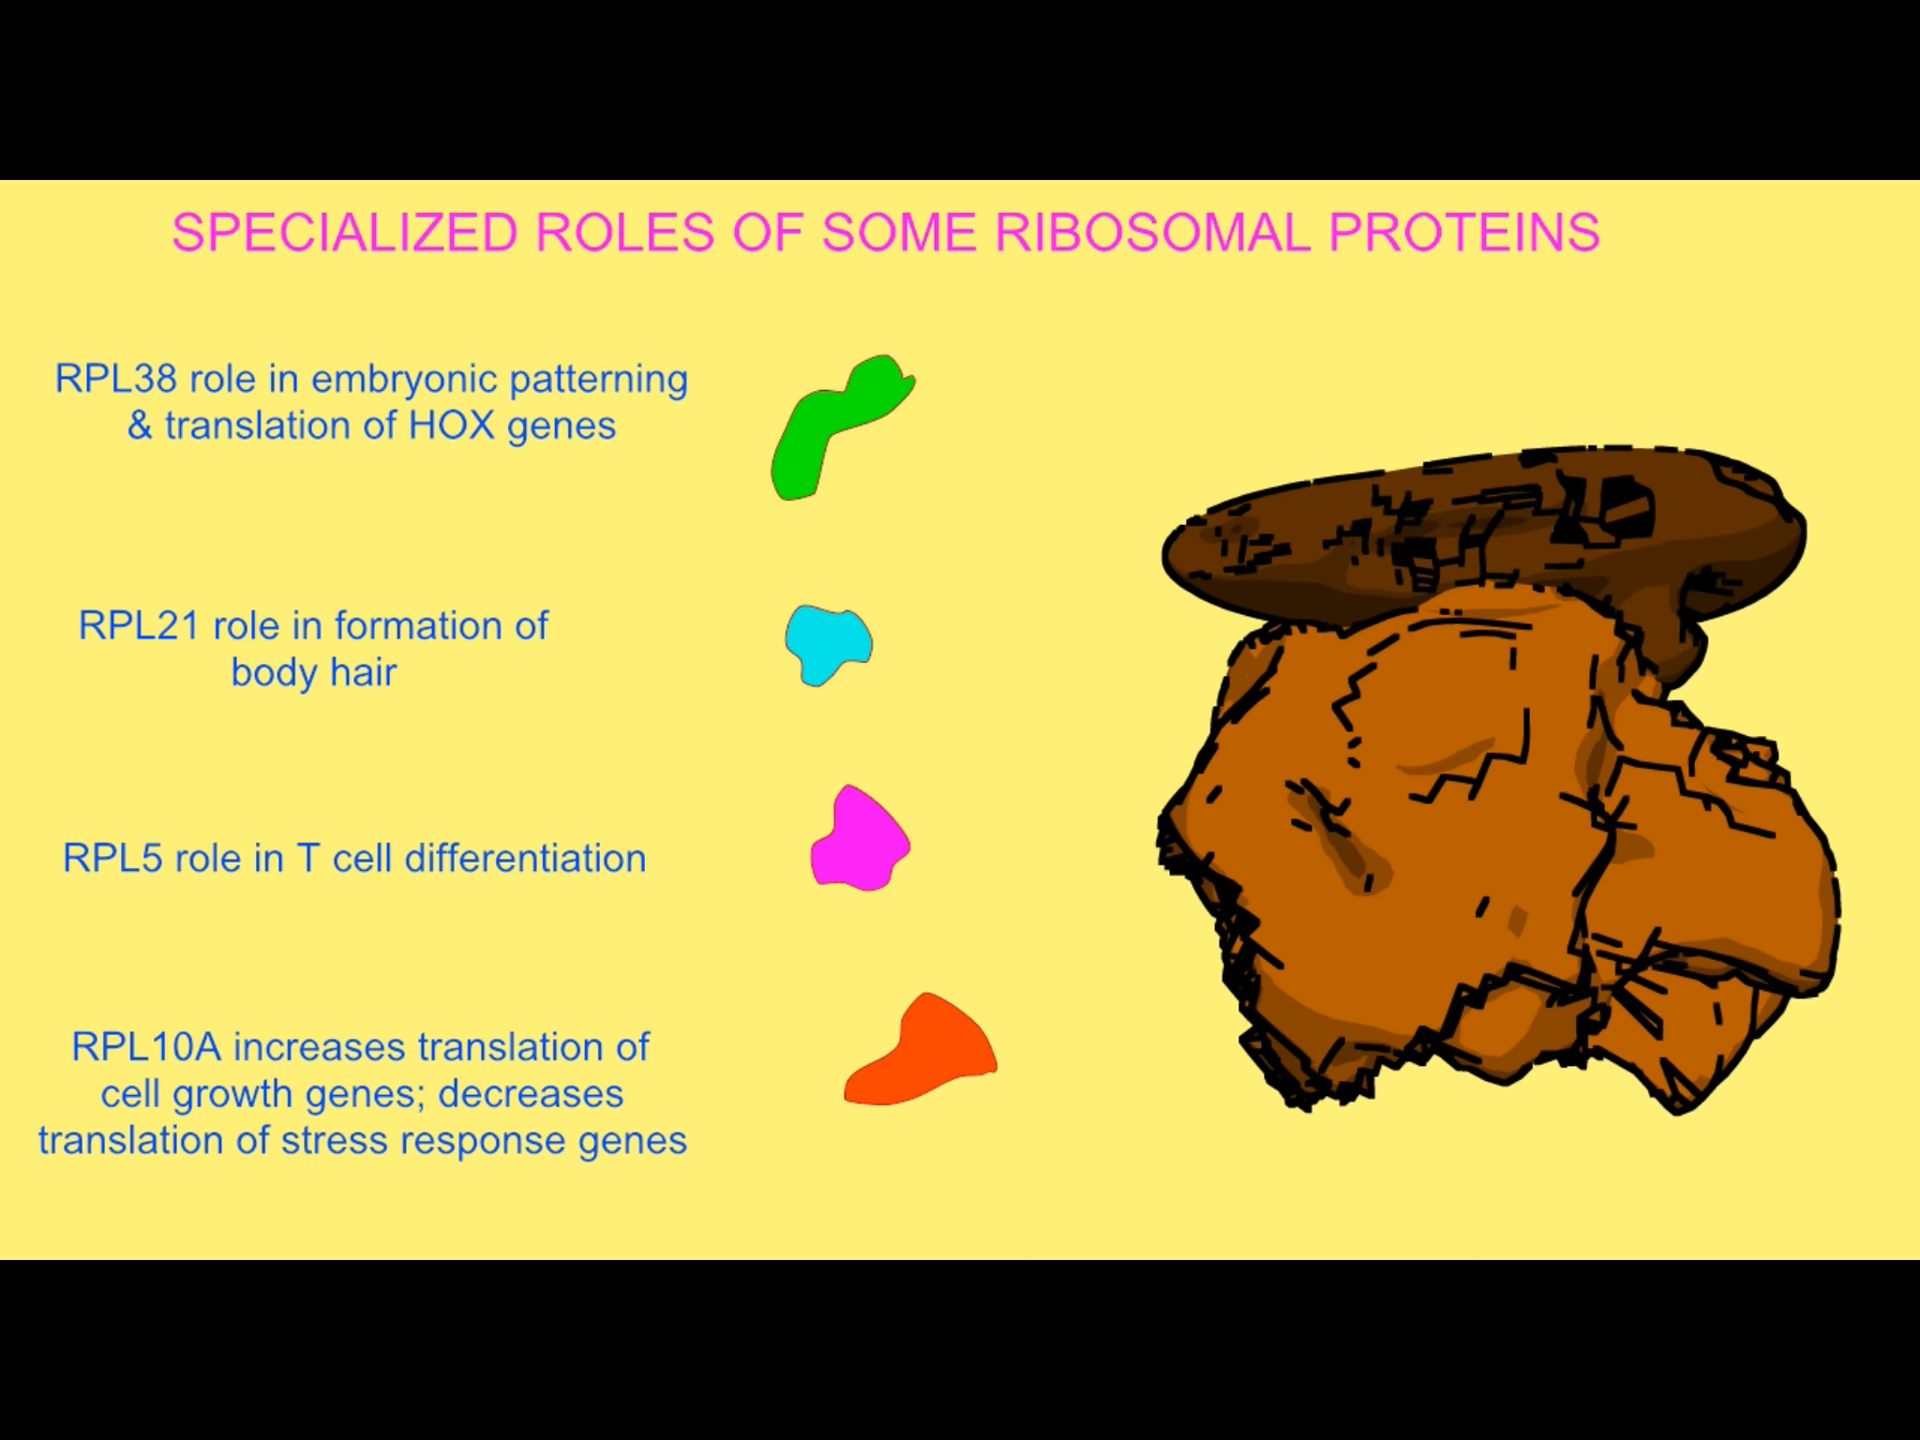 SPECIALIZED ROLES OF SOME RIBOSOMAL PROTEINS
RPL38 role in embryonic patterning
& translation of HOX genes
RPL21 role in formation of
body hair
RPL5 role in T cell differentiation
RPL10A increases translation of
cell growth genes; decreases
translation of stress response genes